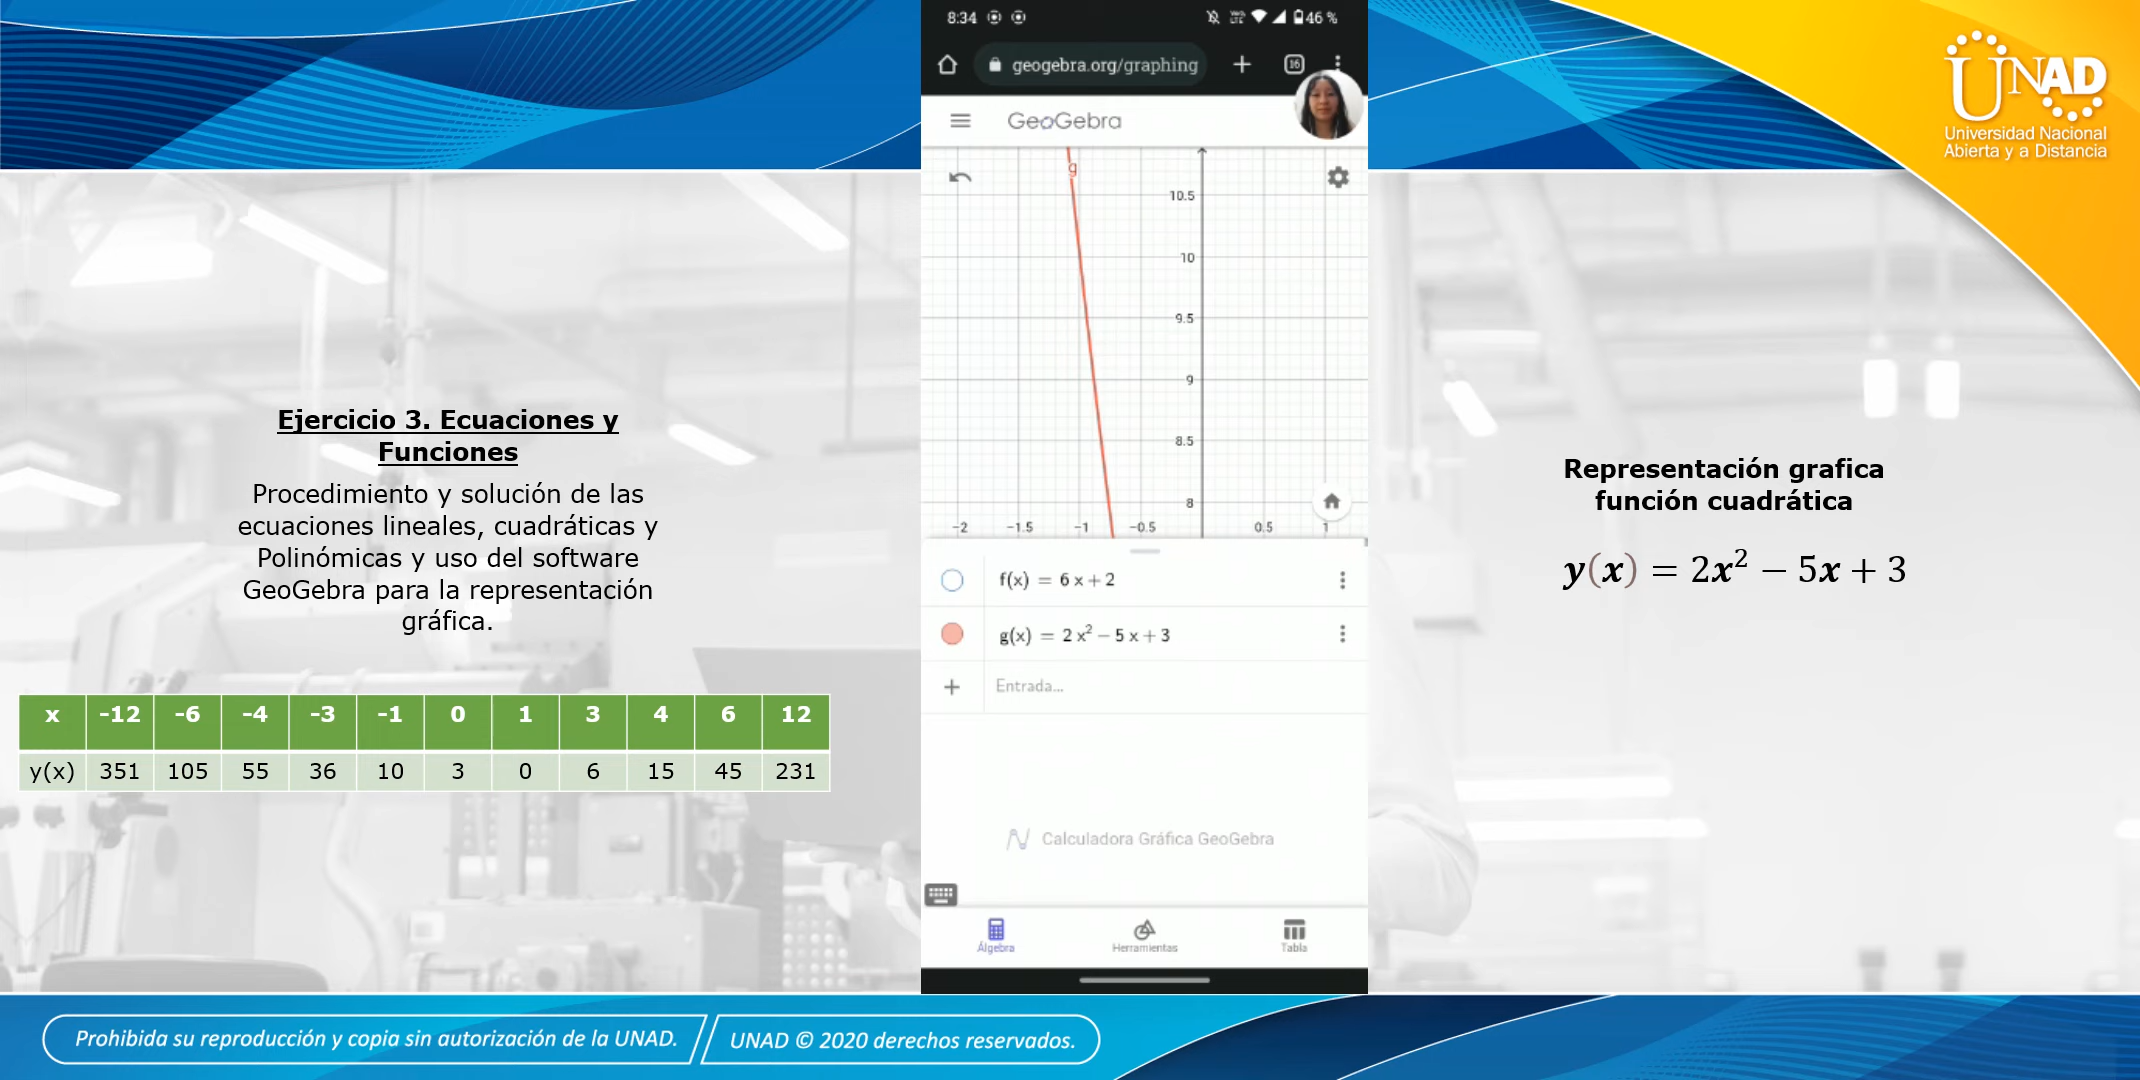 UNAD
Universidad Nacional
Abierta y a Distancia
Ejercicio 3. Ecuaciones y
Funciones
Procedimiento y solución de las
ecuaciones lineales, cuadráticas y
Polinómicas y uso del software
GeoGebra para la representación
gráfica.
x -12 -6 -4 -3 -1 0 1 3 4 6 12
y(x) 351 105 55 36 10 3 0 6 15 45 231
8:34 46 %
geogebra.org/graphing 16
GeoGebra
g
10.5
10
9.5
9
8.5
8
-2 -1.5 -1 -0.5 0.5 1
f(x) = 6 x + 2
g(x) = 2 x² − 5 x + 3
+ Entrada...
Calculadora Gráfica GeoGebra
Álgebra Herramientas Tabla
Representación grafica
función cuadrática
y(x) = 2x² − 5x + 3
Prohibida su reproducción y copia sin autorización de la UNAD. UNAD © 2020 derechos reservados.